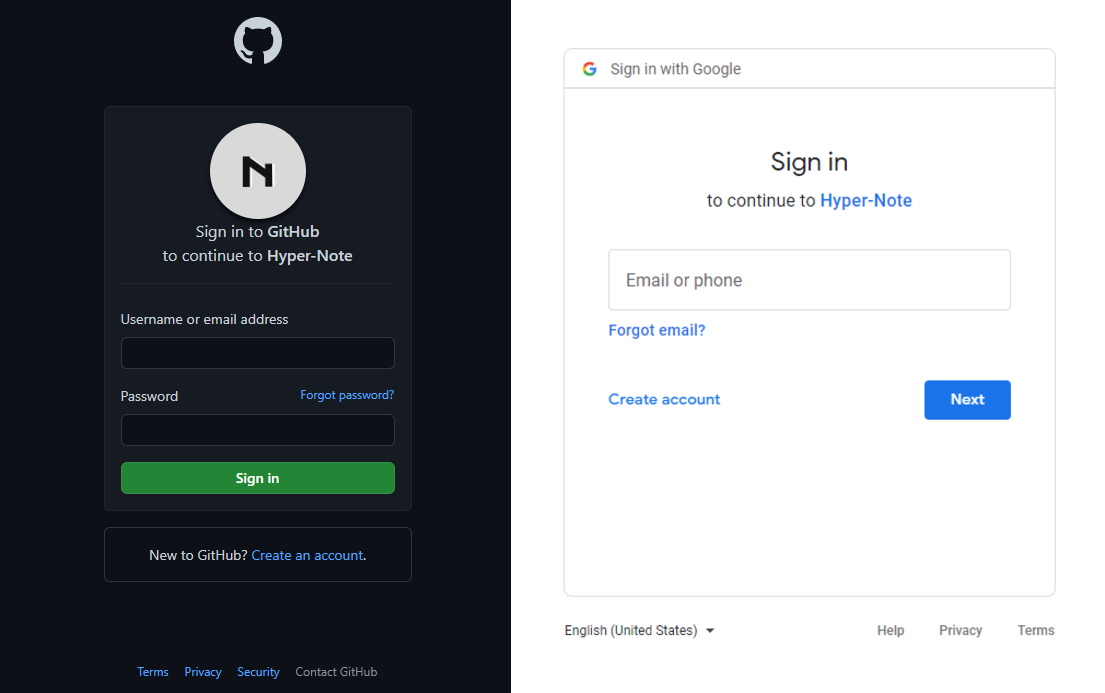 N
Sign in to GitHub
to continue to Hyper-Note
Username or email address
Password
Forgot password?
Sign in
New to GitHub? Create an account.
Terms
Privacy
Security
Contact GitHub
G
Sign in with Google
Sign in
to continue to Hyper-Note
Email or phone
Forgot email?
Create account
Next
English (United States)
Help
Privacy
Terms